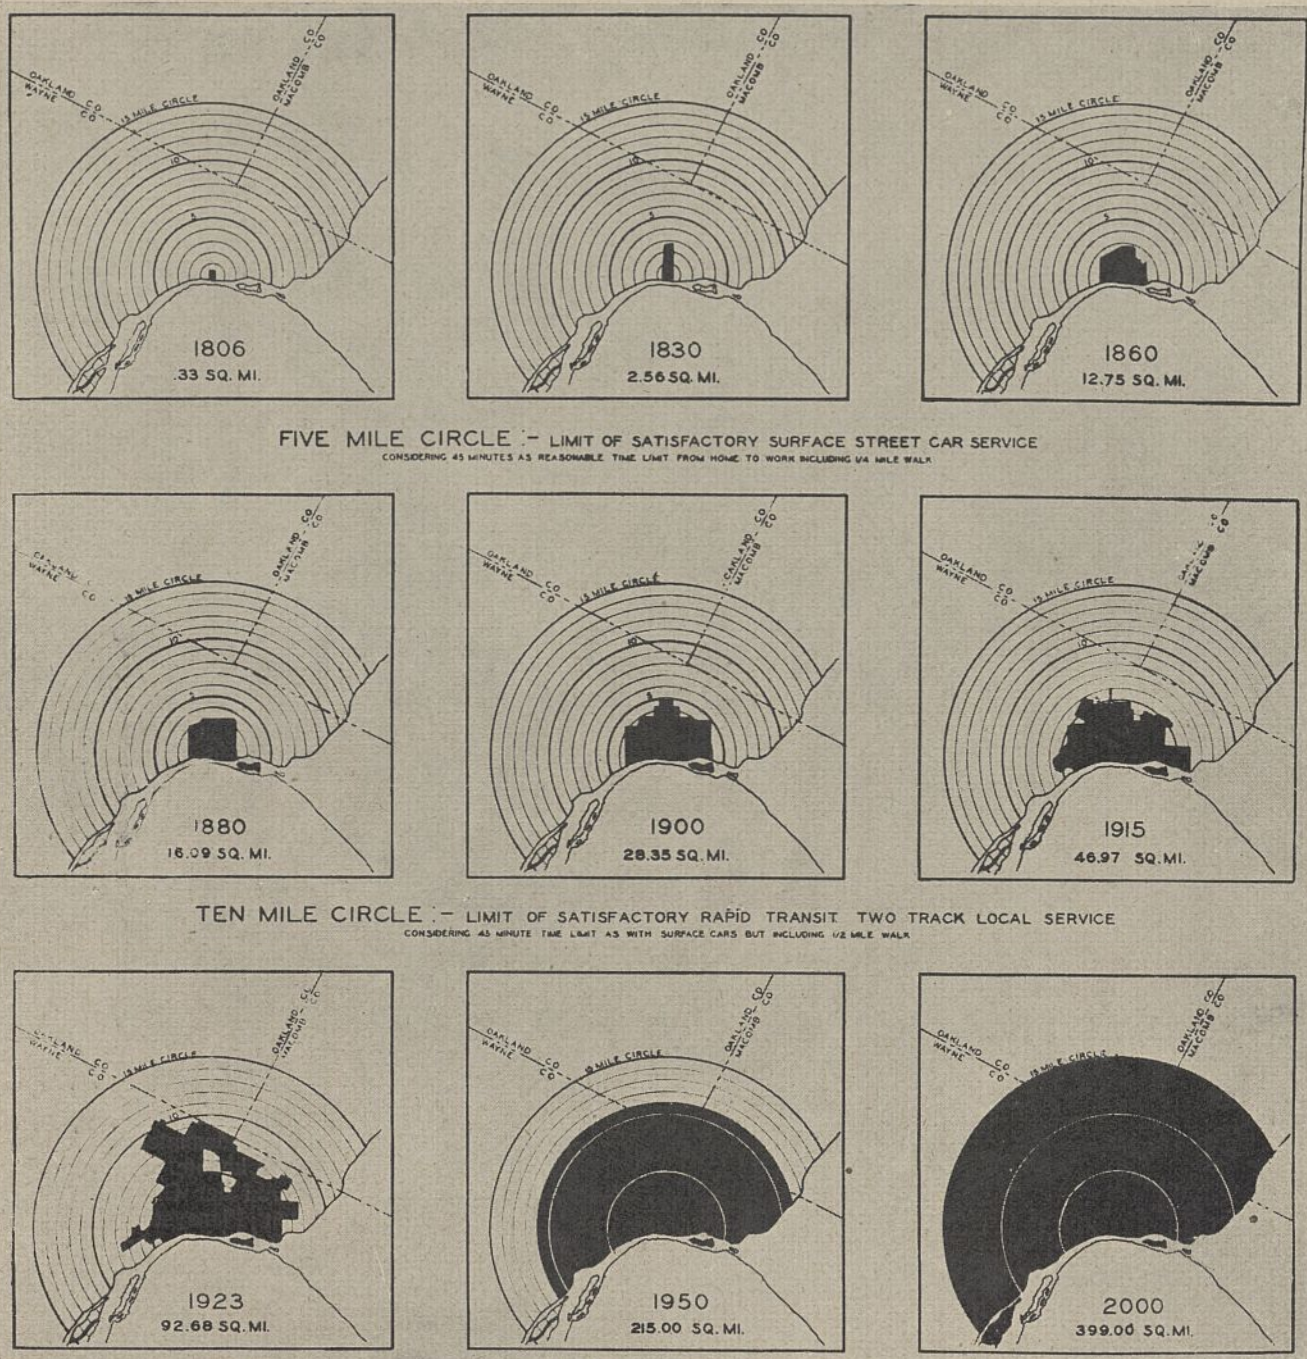 OAKLAND CO
WAYNE CO
OAKLAND CO
MACOMB CO
15 MILE CIRCLE
10
5
1806
.33 SQ. MI.
OAKLAND CO
WAYNE CO
OAKLAND CO
MACOMB CO
15 MILE CIRCLE
10
5
1830
2.56 SQ. MI.
OAKLAND CO
WAYNE CO
OAKLAND CO
MACOMB CO
15 MILE CIRCLE
10
5
1860
12.75 SQ. MI.
FIVE MILE CIRCLE :- LIMIT OF SATISFACTORY SURFACE STREET CAR SERVICE
CONSIDERING 45 MINUTES AS REASONABLE TIME LIMIT FROM HOME TO WORK INCLUDING 1/4 MILE WALK
WAYNE CO
OAKLAND CO
MACOMB CO
15 MILE CIRCLE
10
5
1880
16.09 SQ. MI.
OAKLAND CO
WAYNE CO
OAKLAND CO
MACOMB CO
15 MILE CIRCLE
10
5
1900
28.35 SQ. MI.
OAKLAND CO
WAYNE CO
MACOMB CO
15 MILE CIRCLE
10
1915
46.97 SQ. MI.
TEN MILE CIRCLE :- LIMIT OF SATISFACTORY RAPID TRANSIT TWO TRACK LOCAL SERVICE
CONSIDERING 45 MINUTE TIME LIMIT AS WITH SURFACE CARS BUT INCLUDING 1/2 MILE WALK
OAKLAND CO
WAYNE CO
OAKLAND
MACOMB CO
15 MILE CIRCLE
10
1923
92.68 SQ. MI.
OAKLAND CO
WAYNE CO
OAKLAND CO
MACOMB CO
15 MILE CIRCLE
1950
215.00 SQ. MI.
OAKLAND CO
WAYNE CO
OAKLAND CO
MACOMB CO
15 MILE CIRCLE
2000
399.00 SQ. MI.